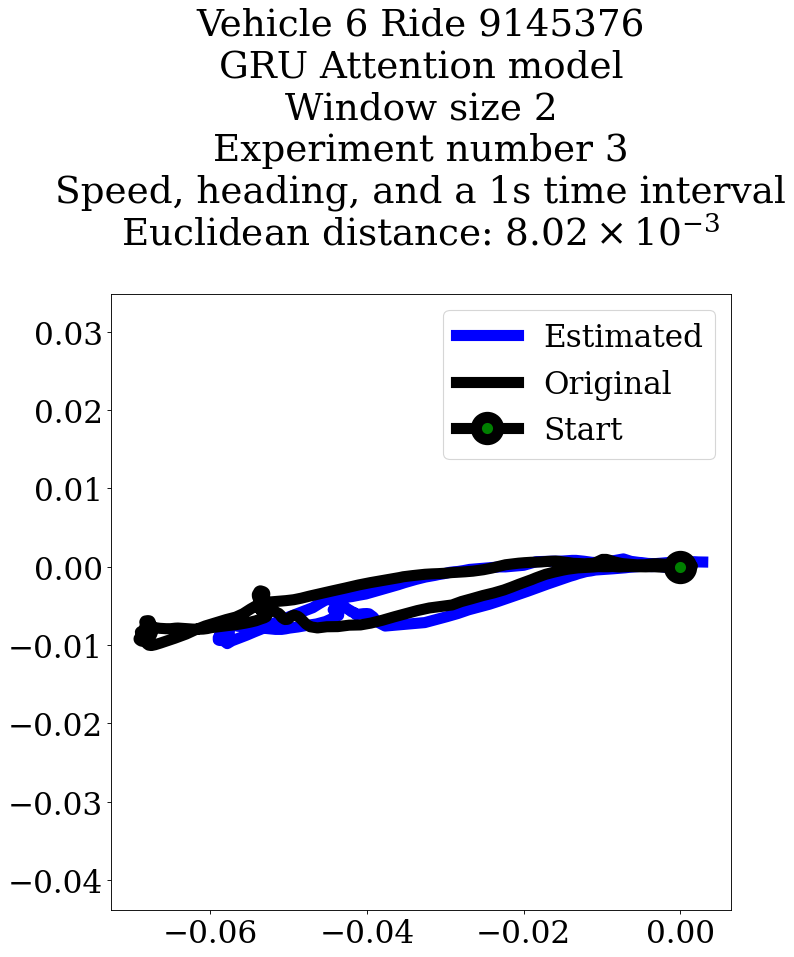 Vehicle 6 Ride 9145376
GRU Attention model
Window size 2
Experiment number 3
Speed, heading, and a 1s time interval
Euclidean distance: 8.02 × 10⁻³
Estimated
Original
Start
0.03
0.02
0.01
0.00
−0.01
−0.02
−0.03
−0.04
−0.06
−0.04
−0.02
0.00